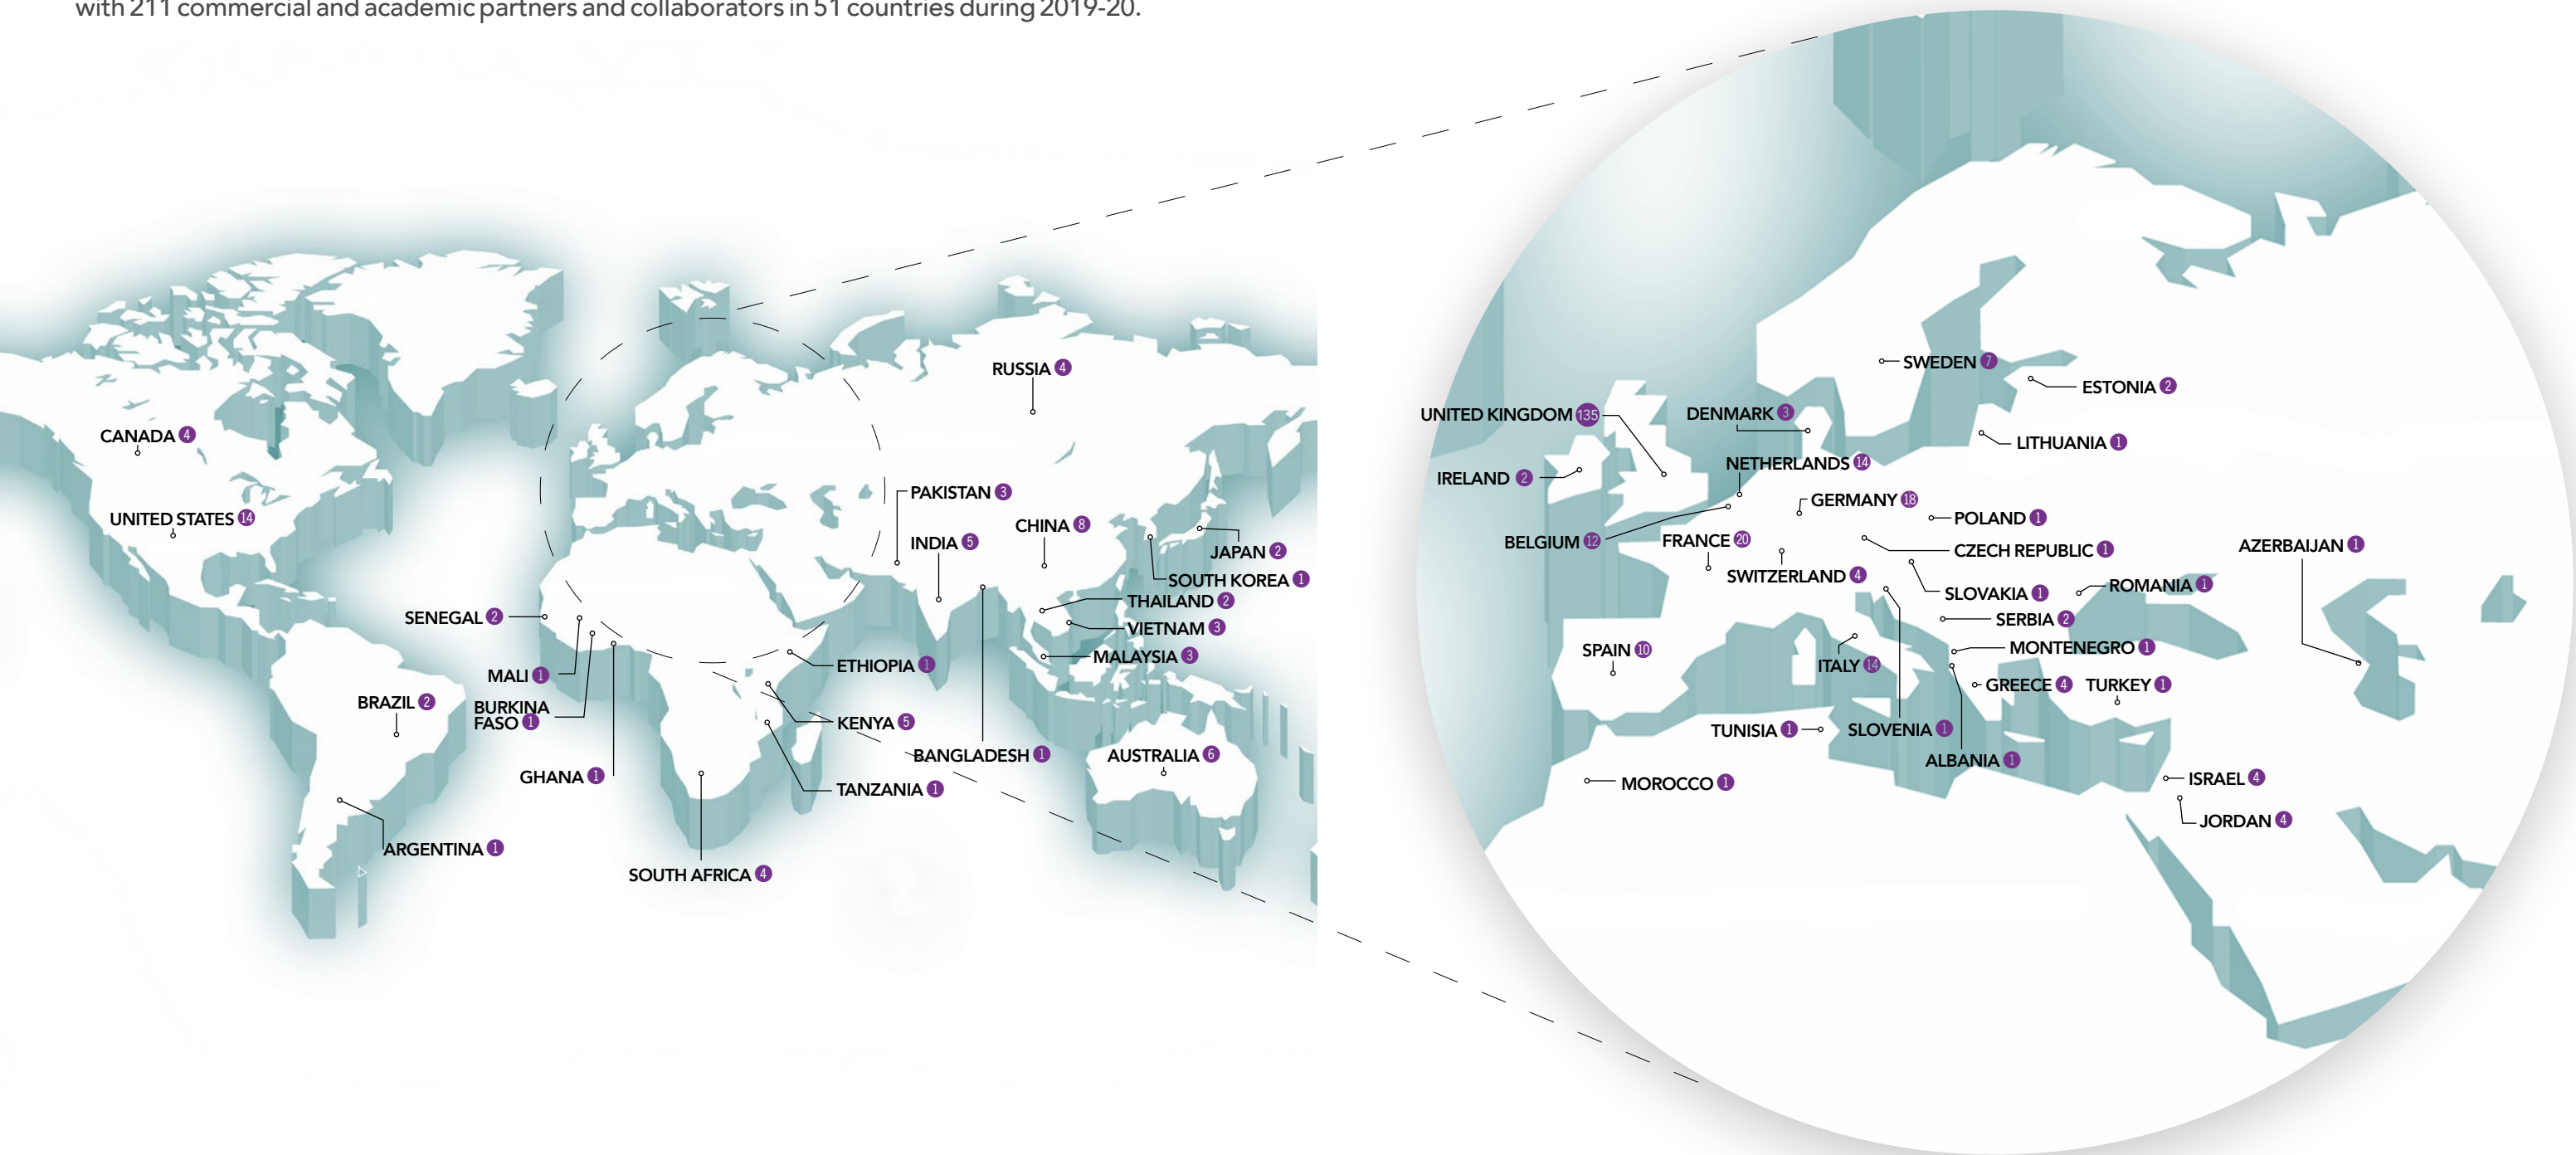 with 211 commercial and academic partners and collaborators in 51 countries during 2019-20.
CANADA 4
UNITED STATES 14
BRAZIL 2
ARGENTINA 1
SENEGAL 2
MALI 1
BURKINA
FASO 1
GHANA 1
SOUTH AFRICA 4
ETHIOPIA 1
KENYA 5
TANZANIA 1
RUSSIA 4
PAKISTAN 3
INDIA 5
CHINA 8
JAPAN 2
SOUTH KOREA 1
THAILAND 2
VIETNAM 3
MALAYSIA 3
BANGLADESH 1
AUSTRALIA 6
SWEDEN 7
ESTONIA 2
UNITED KINGDOM 135
DENMARK 3
LITHUANIA 1
IRELAND 2
NETHERLANDS 14
GERMANY 18
POLAND 1
BELGIUM 12
FRANCE 20
CZECH REPUBLIC 1
AZERBAIJAN 1
SWITZERLAND 4
SLOVAKIA 1
ROMANIA 1
SERBIA 2
SPAIN 10
MONTENEGRO 1
ITALY 14
GREECE 4
TURKEY 1
TUNISIA 1
SLOVENIA 1
ALBANIA 1
MOROCCO 1
ISRAEL 4
JORDAN 4